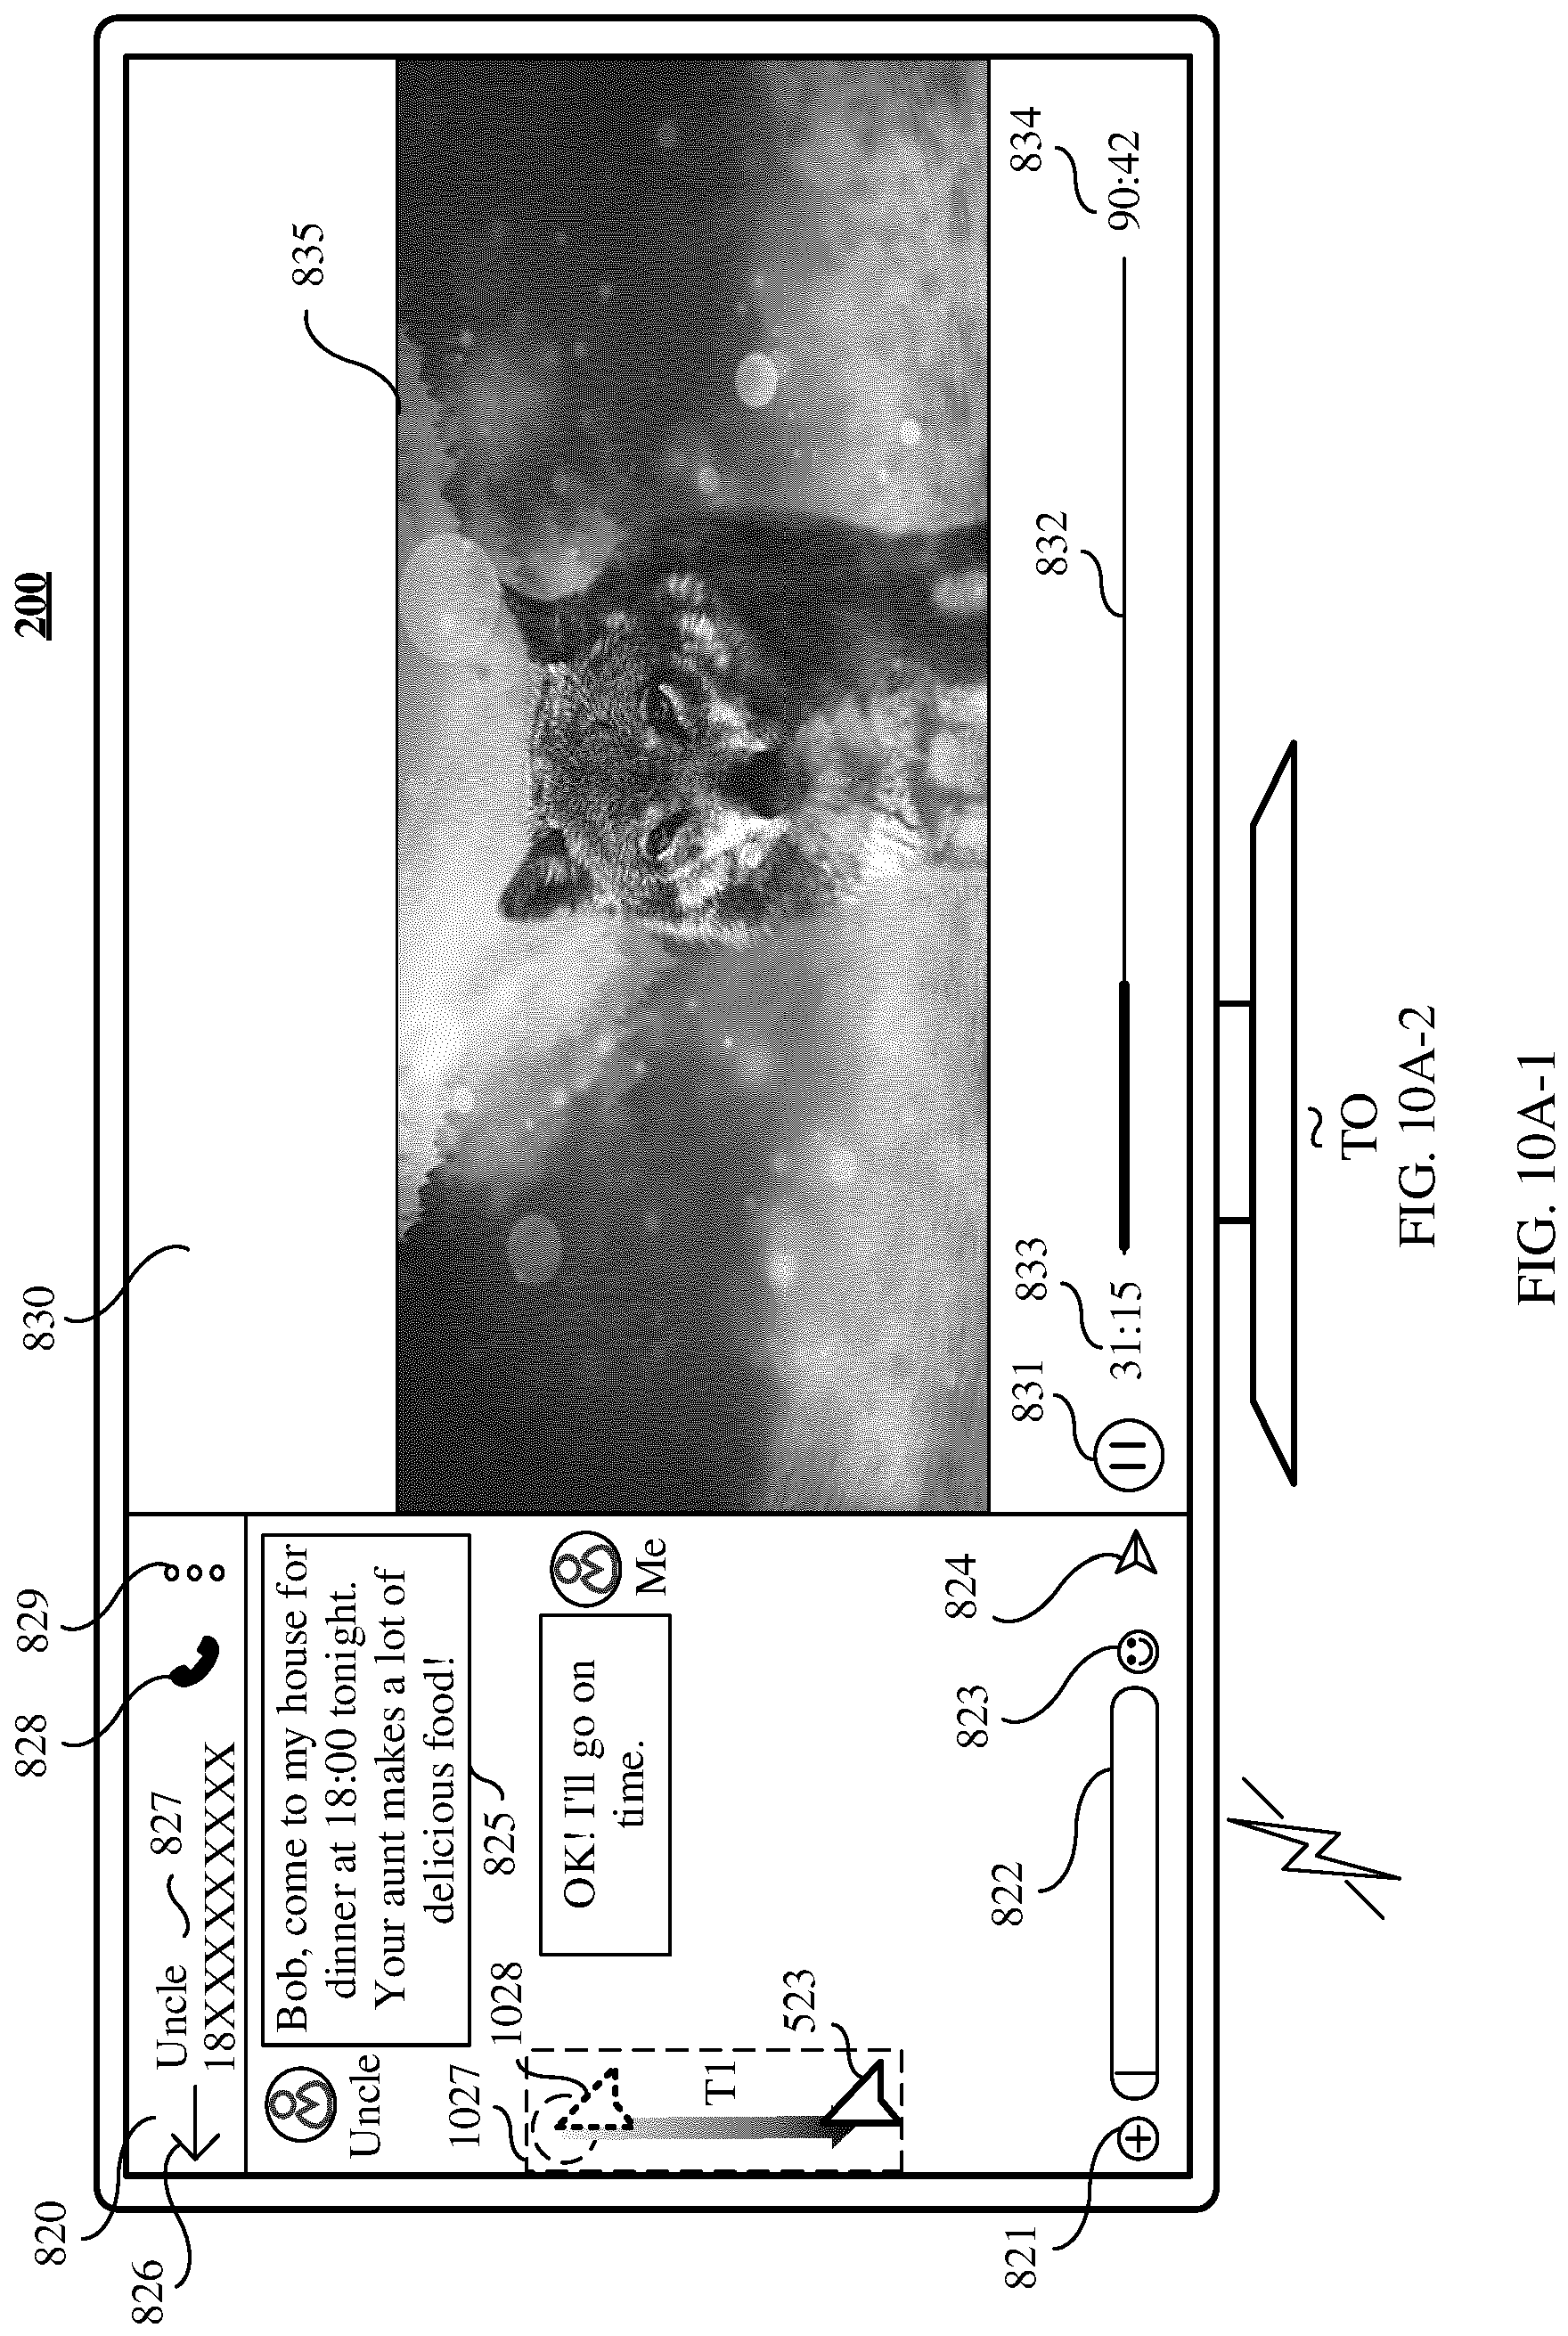 200
820
826
827
828
829
830
Uncle
18XXXXXXXXX
Uncle
Bob, come to my house for
dinner at 18:00 tonight.
Your aunt makes a lot of
delicious food!
825
OK! I'll go on
time.
Me
1027
1028
T1
523
821
822
823
824
835
831
833
31:15
832
834
90:42
TO
FIG. 10A-2
FIG. 10A-1